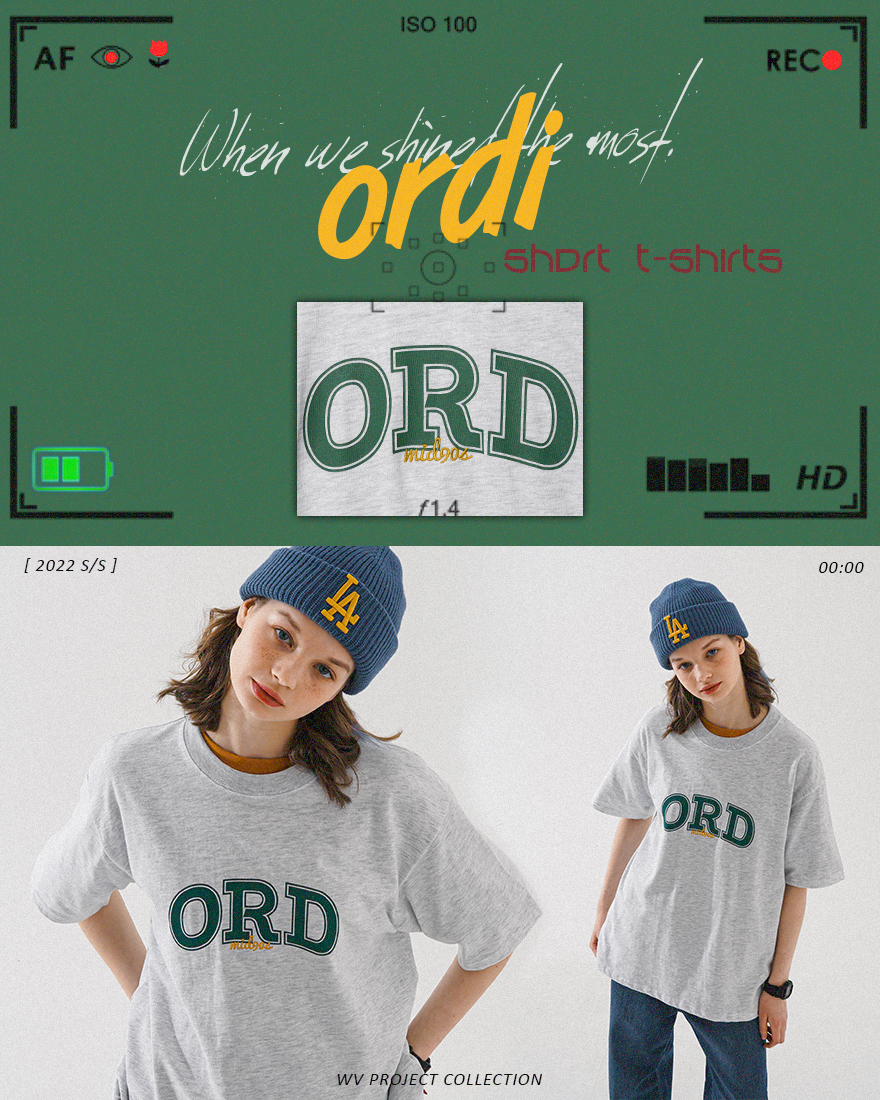 ISO 100
AF
REC
When we shined the most.
ordi
short t-shirts
ORD
mid90s
f1.4
HD
[ 2022 S/S ]
00:00
LA
LA
ORD
mid90s
ORD
mid90s
WV PROJECT COLLECTION